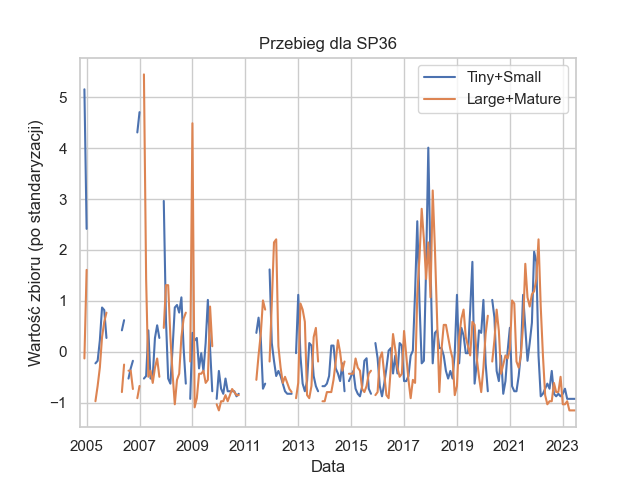 Przebieg dla SP36
Tiny+Small
Large+Mature
Wartość zbioru (po standaryzacji)
5
4
3
2
1
0
−1
2005 2007 2009 2011 2013 2015 2017 2019 2021 2023
Data